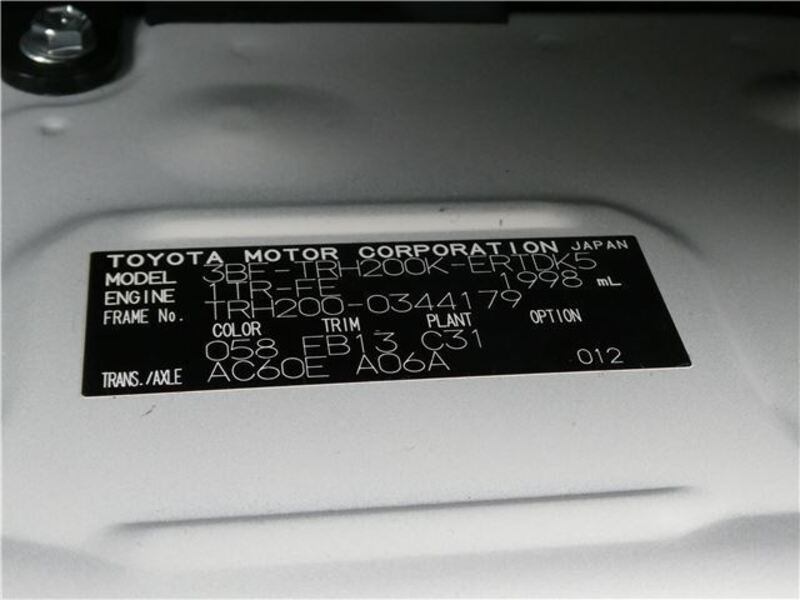 TOYOTA MOTOR CORPORATION JAPAN
MODEL 3BF-TRH200K-ERTDK5
ENGINE 1TR-FE 1998 mL
FRAME No. TRH200-0344179
COLOR TRIM PLANT OPTION
058 FB13 C31
TRANS./AXLE AC60E A06A 012